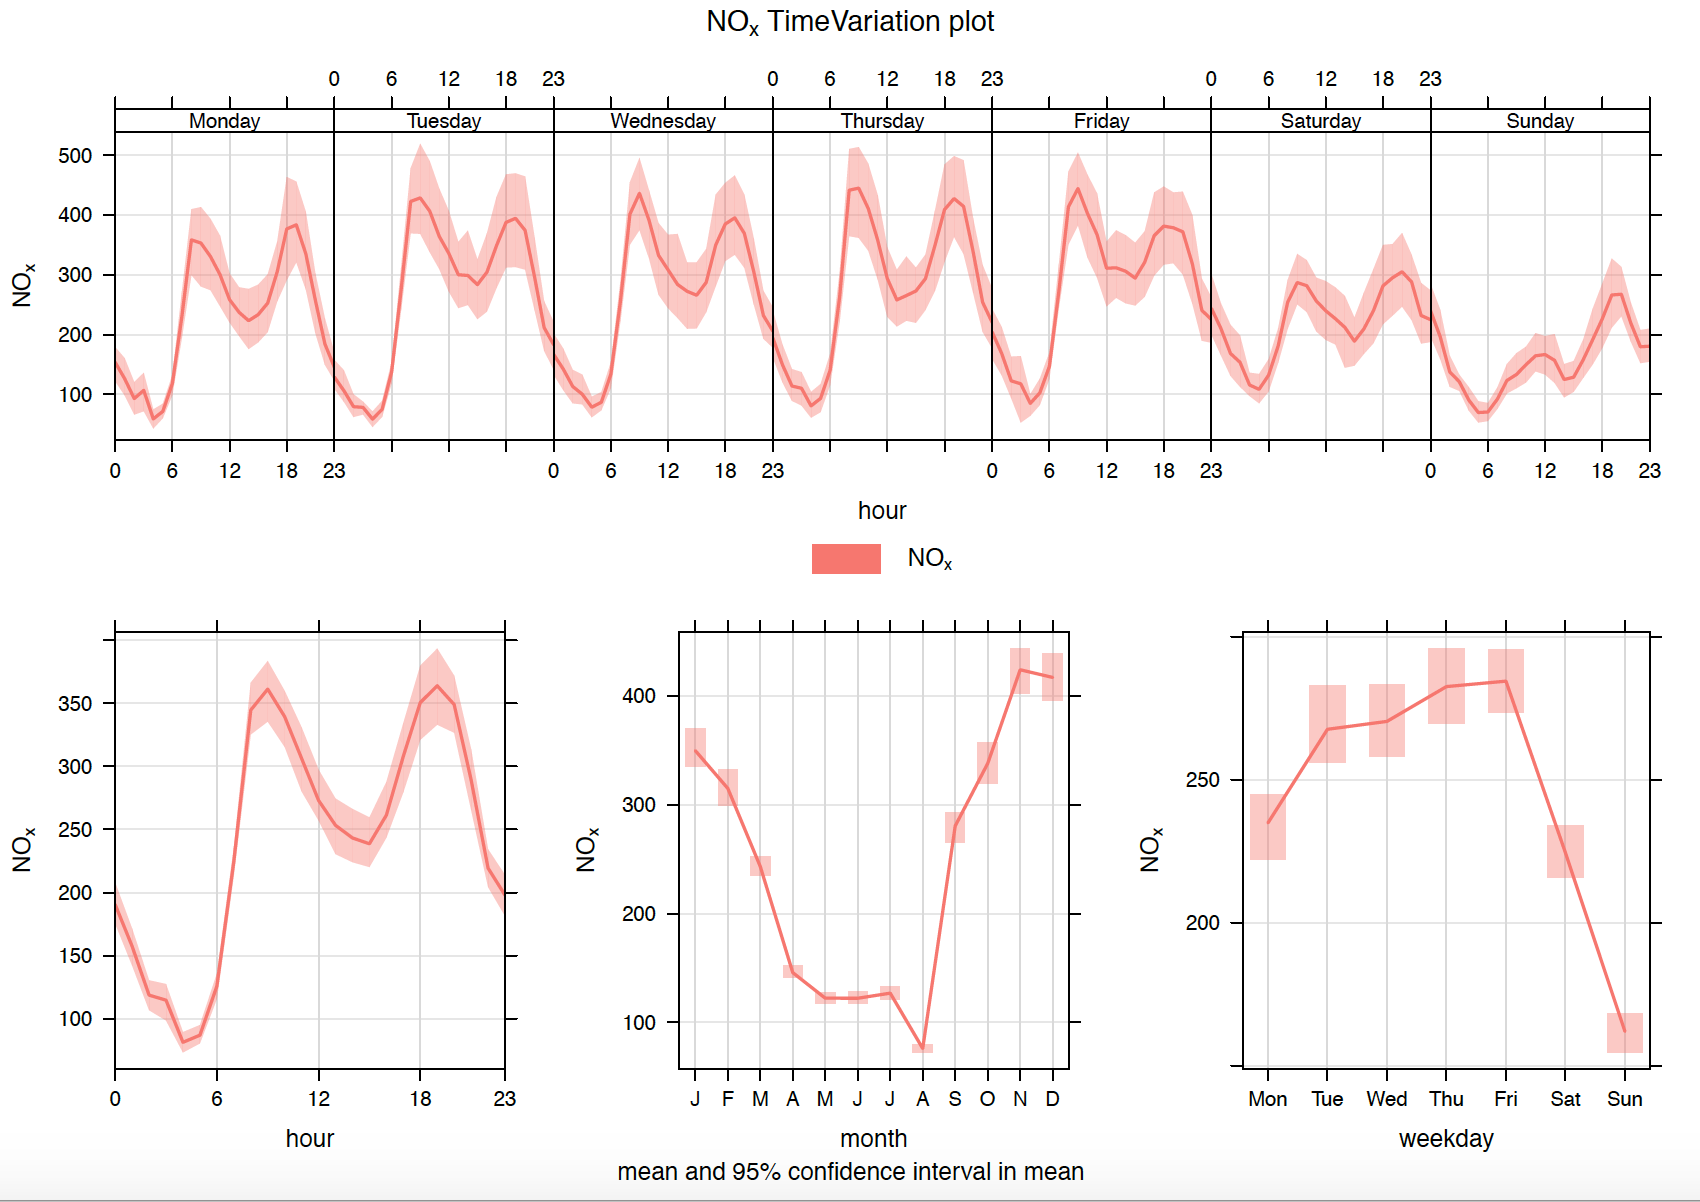 NOx TimeVariation plot
0 6 12 18 23 0 6 12 18 23 0 6 12 18 23
Monday Tuesday Wednesday Thursday Friday Saturday Sunday
500
400
300
200
100
NOx
0 6 12 18 23 0 6 12 18 23 0 6 12 18 23 0 6 12 18 23
hour
NOx
350
300
250
200
150
100
NOx
0 6 12 18 23
hour
400
300
200
100
NOx
J F M A M J J A S O N D
month
250
200
NOx
Mon Tue Wed Thu Fri Sat Sun
weekday
mean and 95% confidence interval in mean